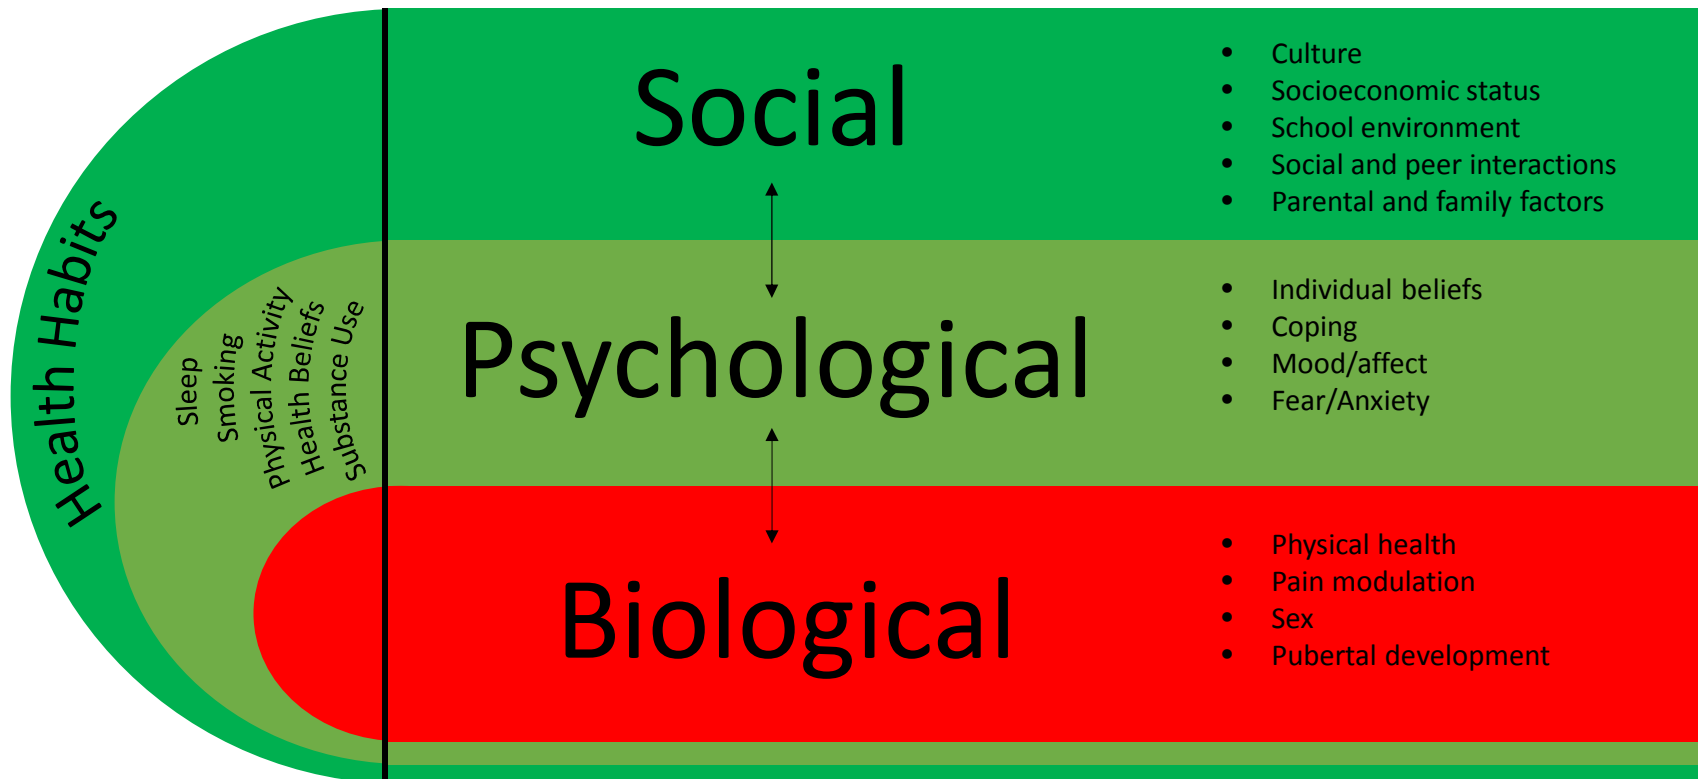 Health Habits
Sleep
Smoking
Physical Activity
Health Beliefs
Substance Use
Social
• Culture
• Socioeconomic status
• School environment
• Social and peer interactions
• Parental and family factors
Psychological
• Individual beliefs
• Coping
• Mood/affect
• Fear/Anxiety
Biological
• Physical health
• Pain modulation
• Sex
• Pubertal development